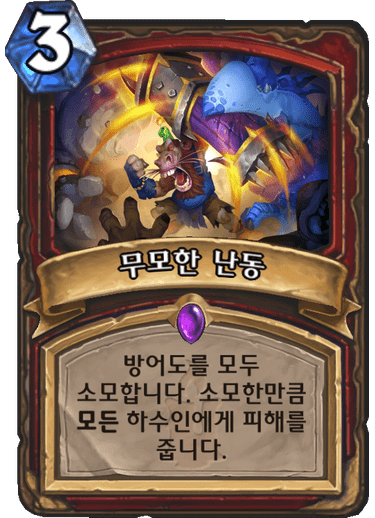 3
무모한 난동
방어도를 모두
소모합니다. 소모한만큼
모든 하수인에게 피해를
줍니다.